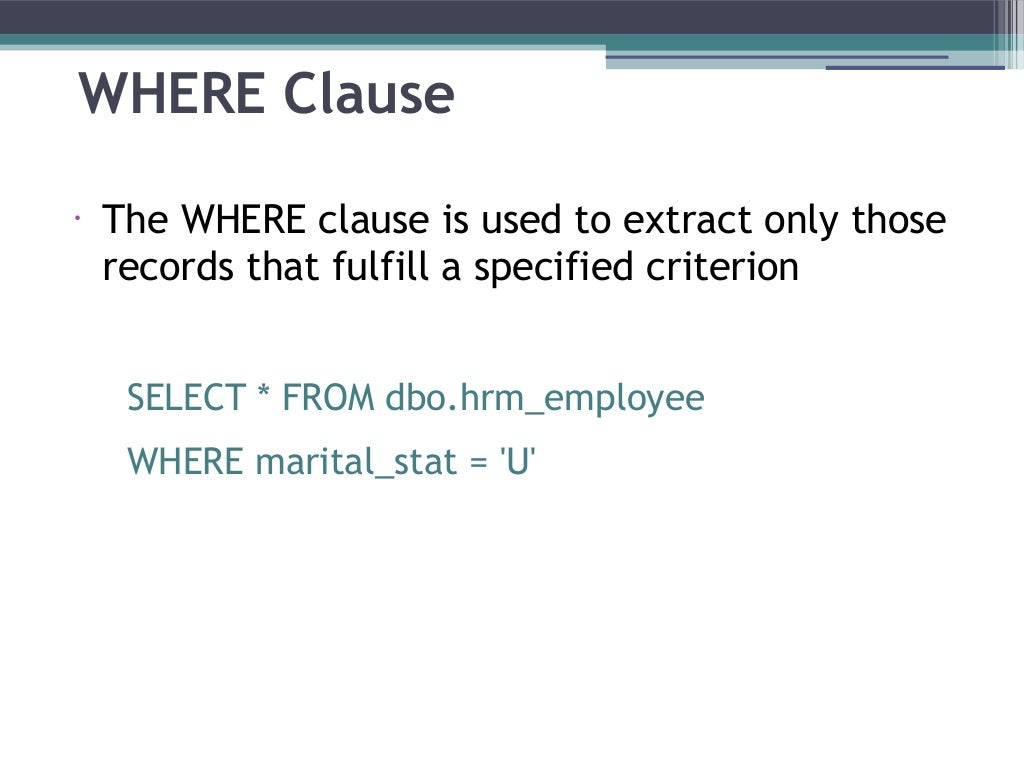 WHERE Clause
· The WHERE clause is used to extract only those
records that fulfill a specified criterion
SELECT * FROM dbo.hrm_employee
WHERE marital_stat = 'U'